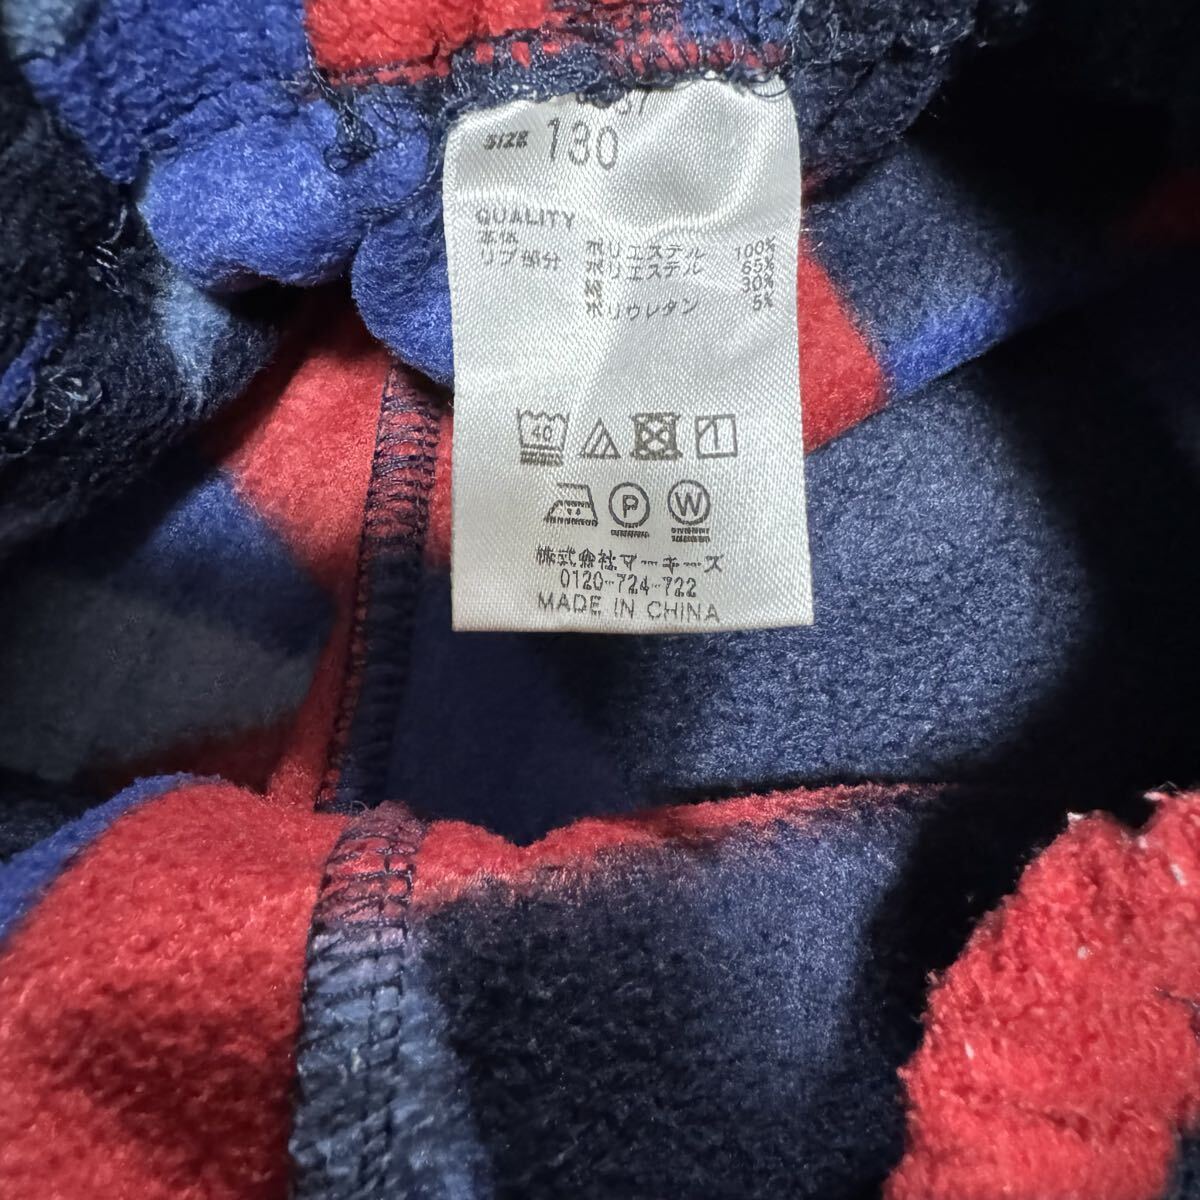 SIZE 130
QUALITY
本体 ポリエステル 100%
リブ部分 ポリエステル 65%
綿 30%
ポリウレタン 5%
40
P W
株式会社マーキーズ
0120-724-722
MADE IN CHINA